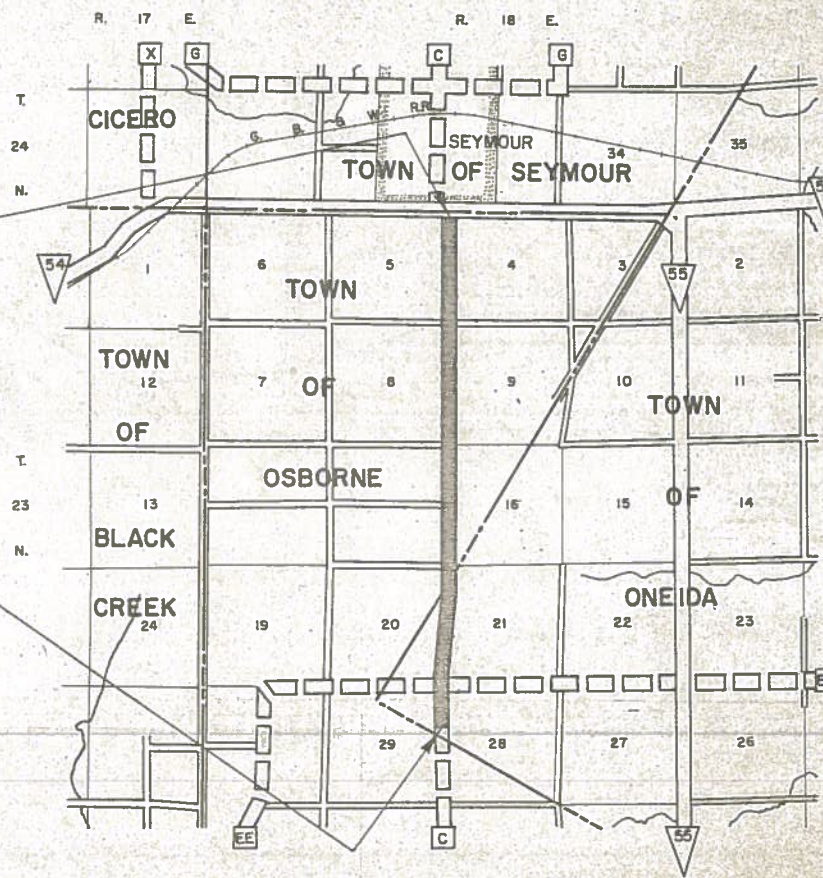 R. 17 E. R. 18 E.
X G C G
T. CICERO
G. B. & W. R.R.
24 SEYMOUR 34 35
N. TOWN OF SEYMOUR
54 1 6 5 4 3 55 2
TOWN
TOWN 12 7 OF 8 9 10 11
OF TOWN
T. OSBORNE
23 13 16 15 OF 14
N. BLACK
CREEK ONEIDA
24 19 20 21 22 23
29 28 27 26
EE C 55